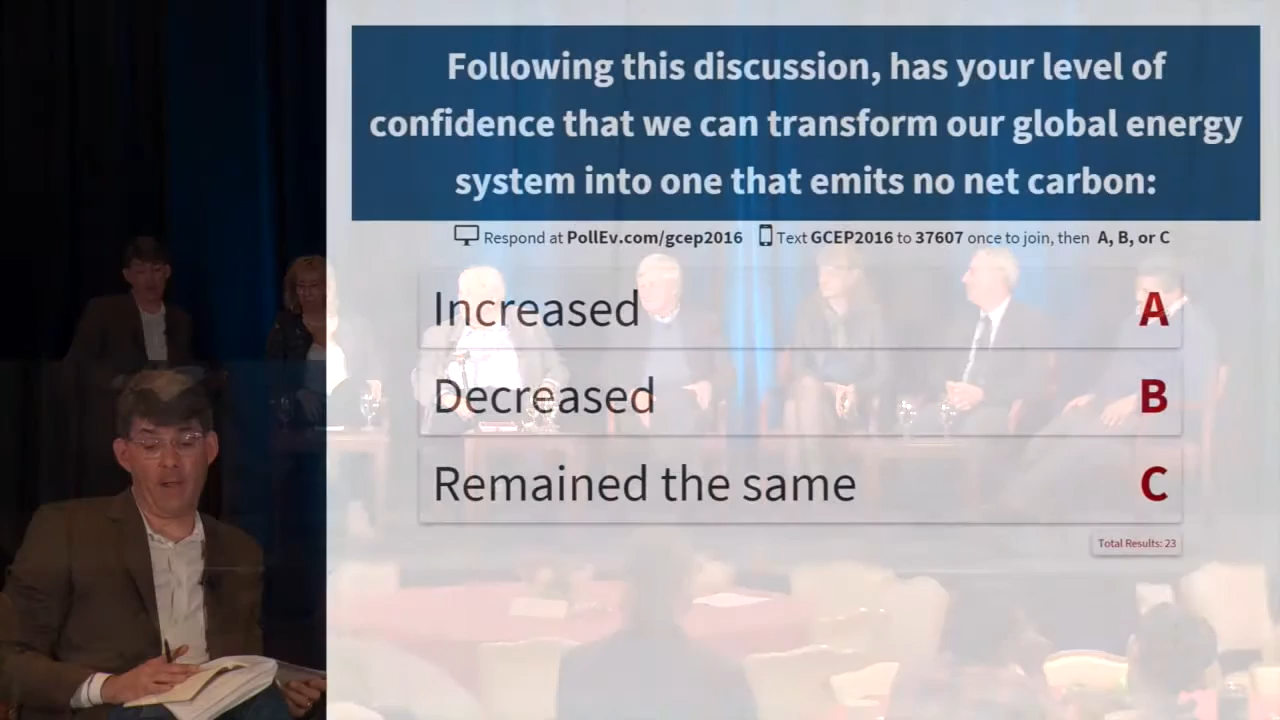 Following this discussion, has your level of
confidence that we can transform our global energy
system into one that emits no net carbon:
Respond at PollEv.com/gcep2016 Text GCEP2016 to 37607 once to join, then A, B, or C
Increased A
Decreased B
Remained the same C
Total Results: 23